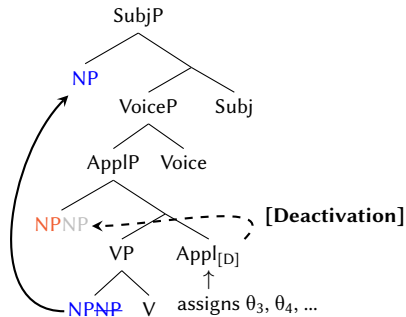 SubjP
NP
VoiceP Subj
ApplP Voice
[Deactivation]
NPNP
VP Appl[D]
NPNP V assigns θ3, θ4, ...